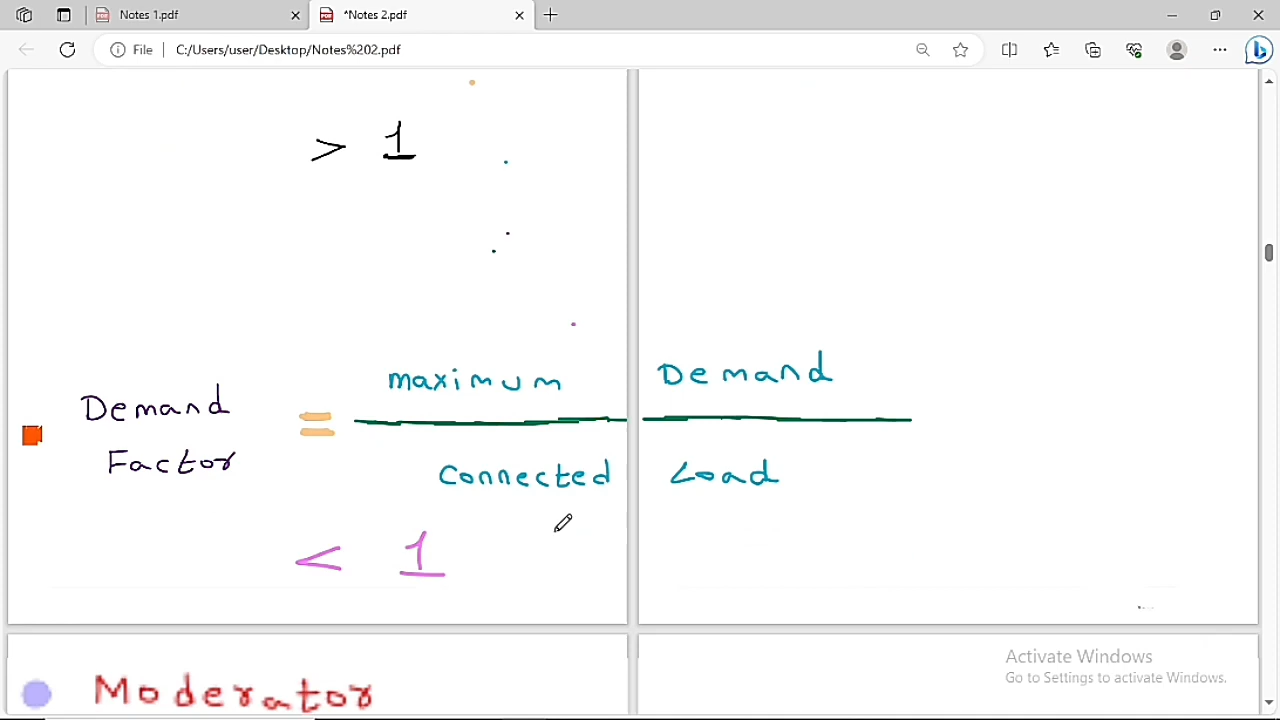 Notes 1.pdf
*Notes 2.pdf
File
C:/Users/user/Desktop/Notes%202.pdf
> 1
Demand Factor = maximum Demand
Connected Load
< 1
Moderator
Activate Windows
Go to Settings to activate Windows.